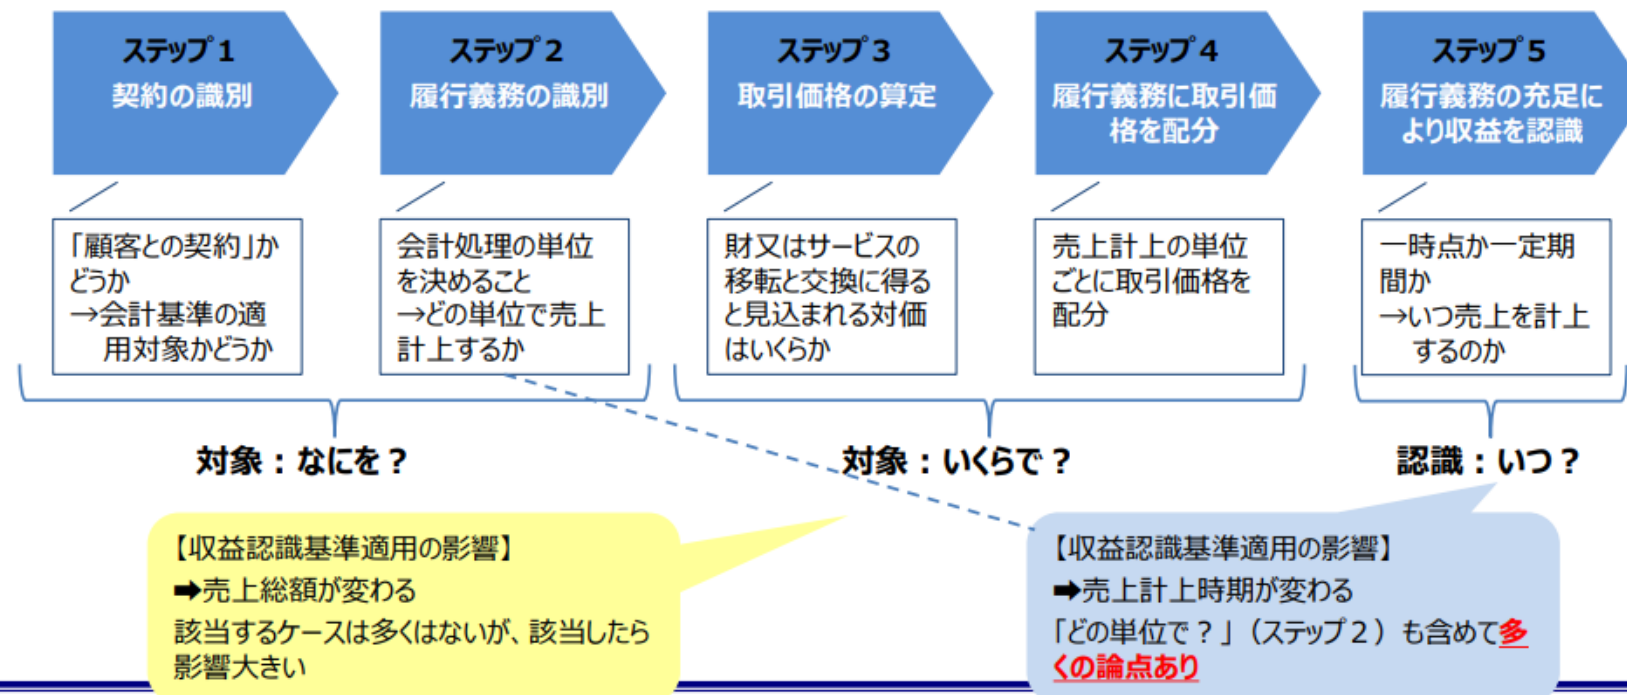 ステップ1
契約の識別
ステップ2
履行義務の識別
ステップ3
取引価格の算定
ステップ4
履行義務に取引価
格を配分
ステップ5
履行義務の充足に
より収益を認識
「顧客との契約」か
どうか
→会計基準の適
用対象かどうか
会計処理の単位
を決めること
→どの単位で売上
計上するか
財又はサービスの
移転と交換に得る
と見込まれる対価
はいくらか
売上計上の単位
ごとに取引価格を
配分
一時点か一定期
間か
→いつ売上を計上
するのか
対象：なにを？
対象：いくらで？
認識：いつ？
【収益認識基準適用の影響】
➡売上総額が変わる
該当するケースは多くはないが、該当したら
影響大きい
【収益認識基準適用の影響】
➡売上計上時期が変わる
「どの単位で？」（ステップ2）も含めて多
くの論点あり